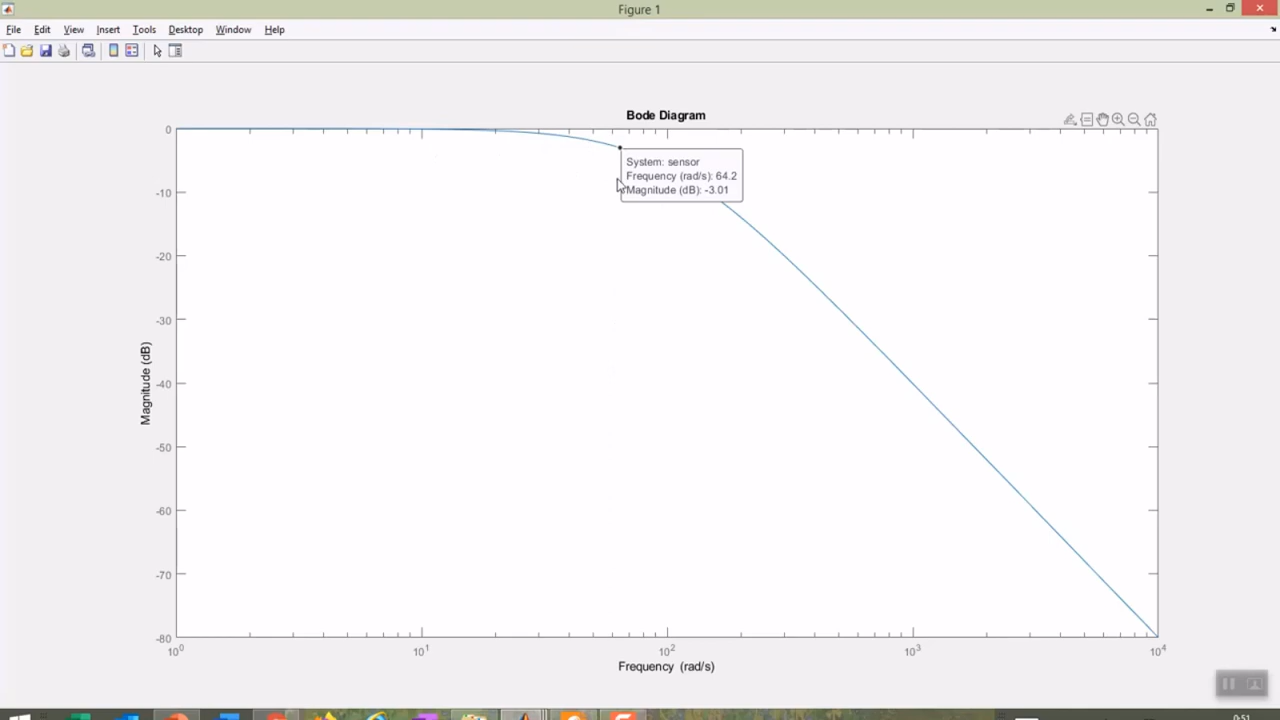 Figure 1
File Edit View Insert Tools Desktop Window Help
Bode Diagram
0
-10
-20
-30
-40
-50
-60
-70
-80
Magnitude (dB)
System: sensor
Frequency (rad/s): 64.2
Magnitude (dB): -3.01
10^0 10^1 10^2 10^3 10^4
Frequency (rad/s)
0:51